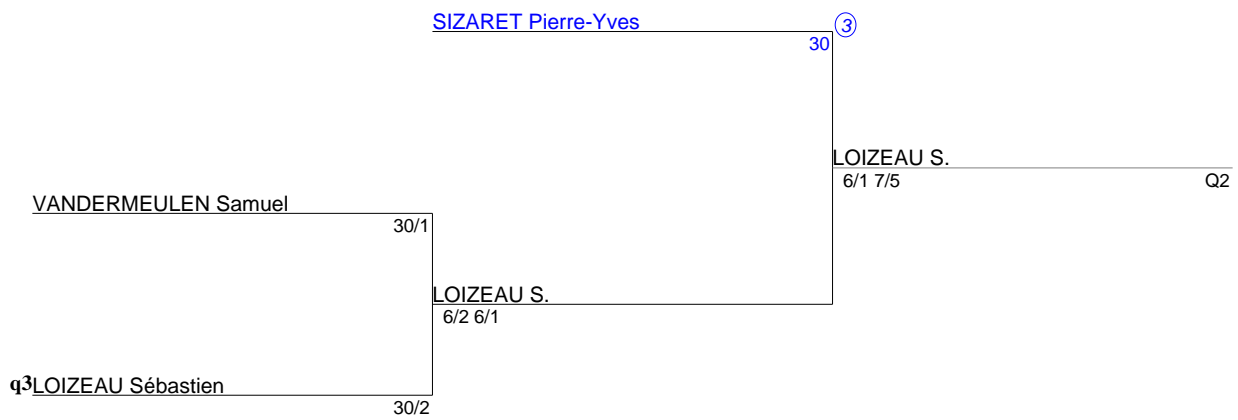 SIZARET Pierre-Yves
3
30
LOIZEAU S.
6/1 7/5
Q2
VANDERMEULEN Samuel
30/1
LOIZEAU S.
6/2 6/1
q3LOIZEAU Sébastien
30/2